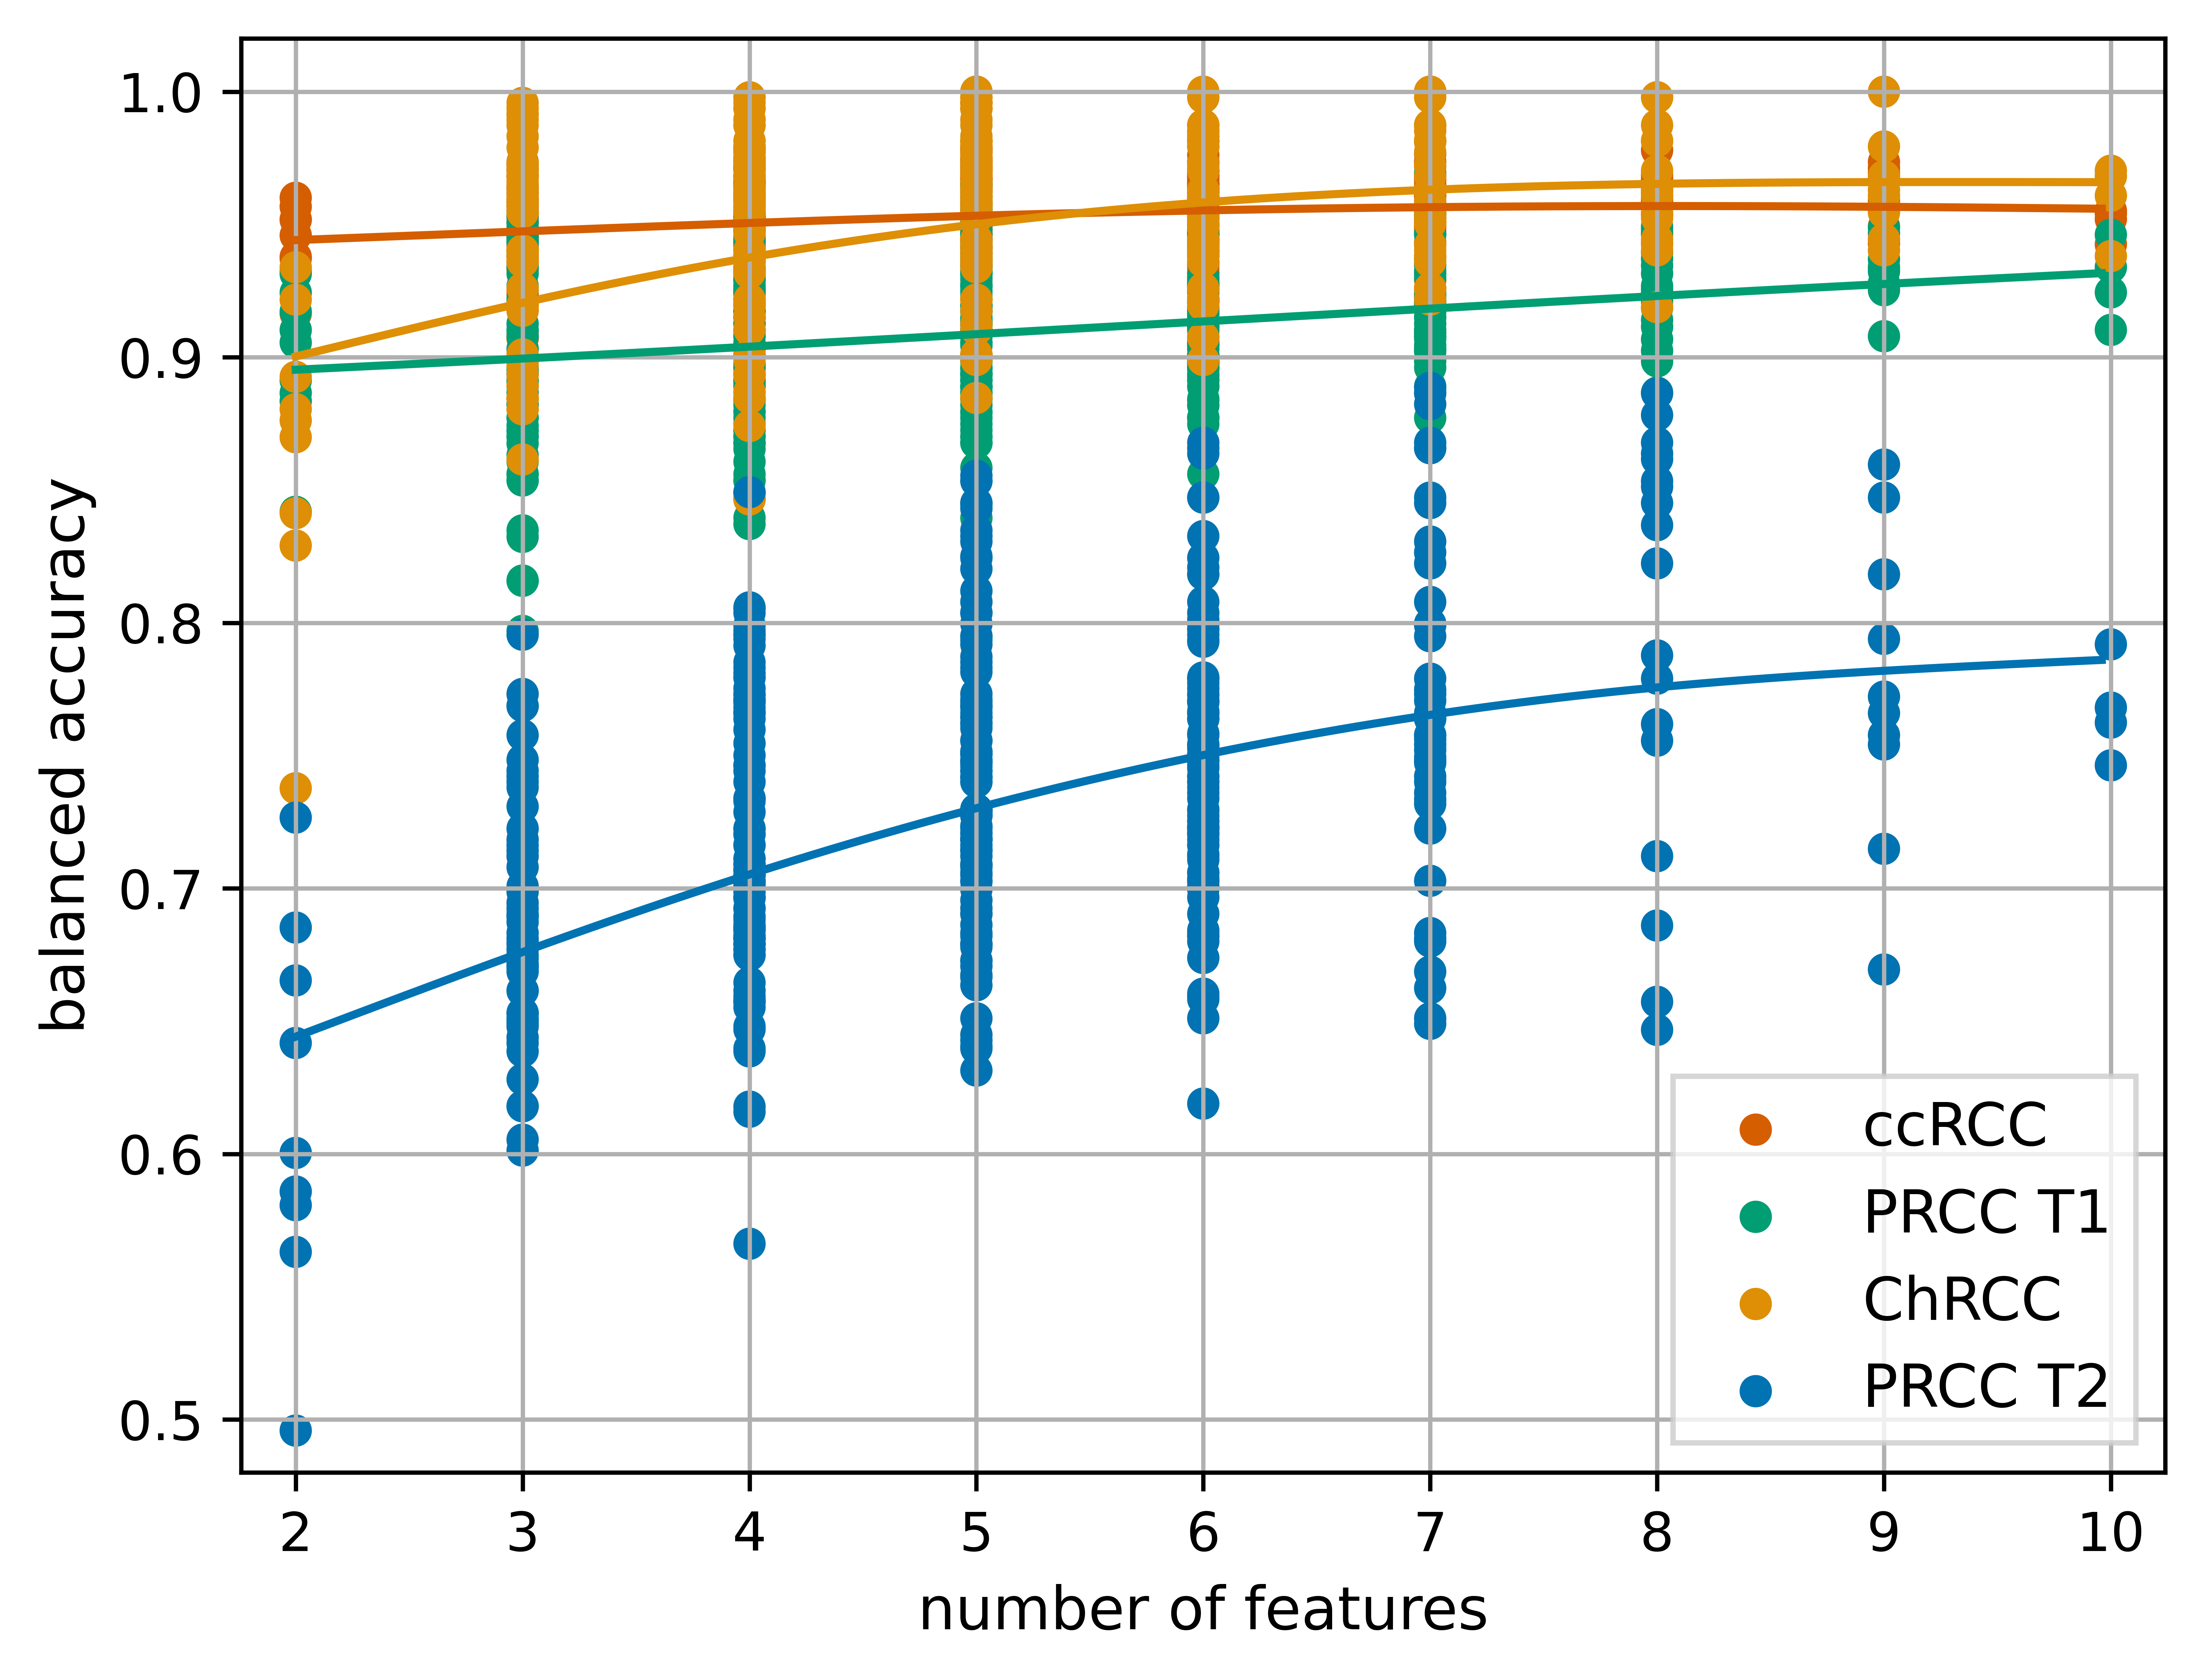 1.0
0.9
0.8
0.7
0.6
0.5
balanced accuracy
2 3 4 5 6 7 8 9 10
number of features
ccRCC
PRCC T1
ChRCC
PRCC T2